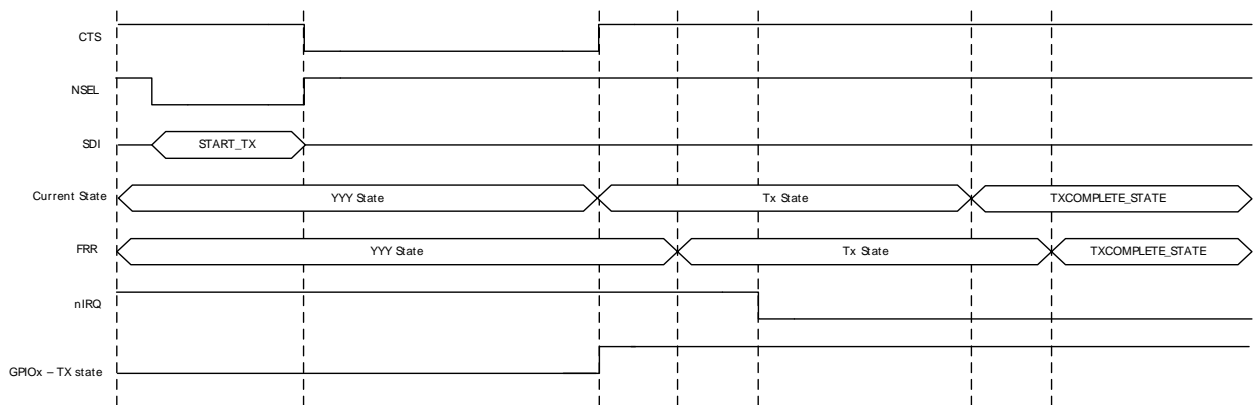 CTS
NSEL
SDI START_TX
Current State YYY State Tx State TXCOMPLETE_STATE
FRR YYY State Tx State TXCOMPLETE_STATE
nIRQ
GPIOx – TX state